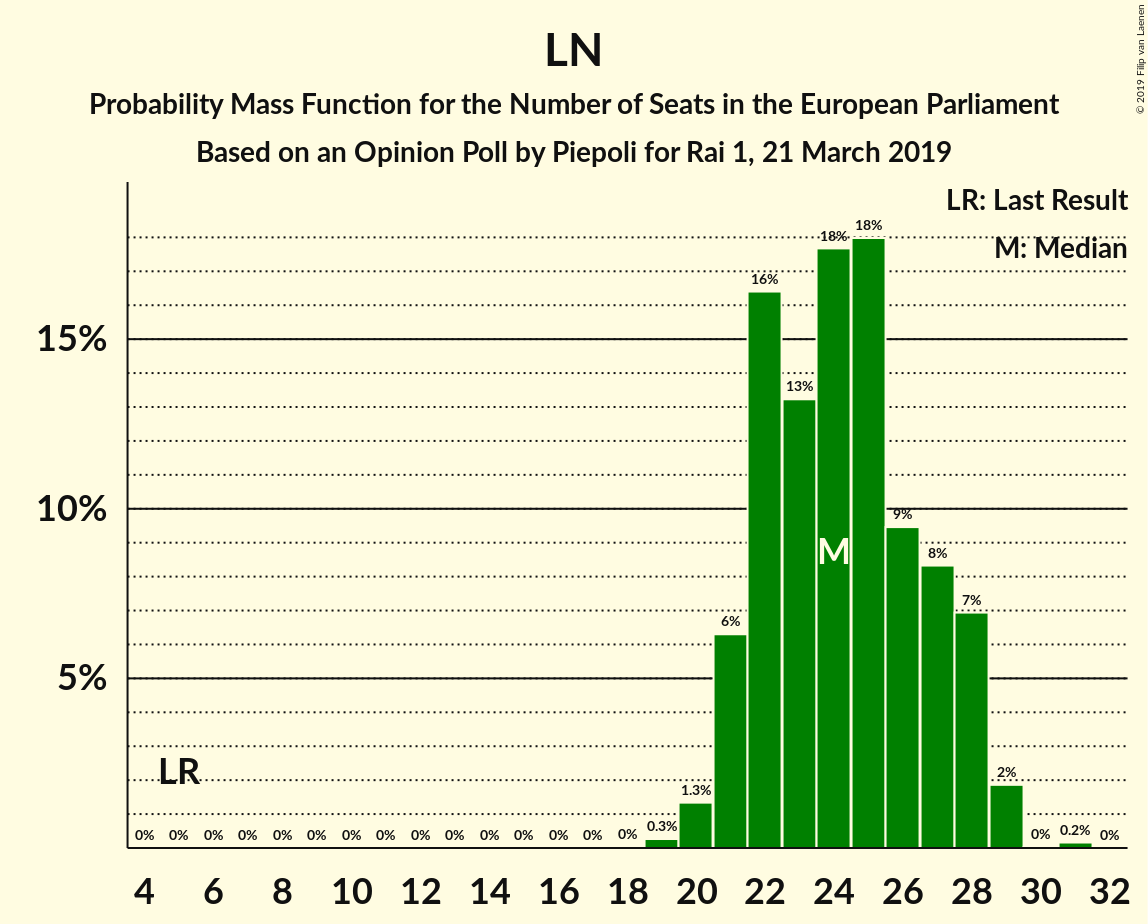 © 2019 Filip van Laenen
LN
Probability Mass Function for the Number of Seats in the European Parliament
Based on an Opinion Poll by Piepoli for Rai 1, 21 March 2019
LR: Last Result
M: Median
15%
10%
5%
LR
M
0% 0% 0% 0% 0% 0% 0% 0% 0% 0% 0% 0% 0% 0% 0% 0.3% 1.3% 6% 16% 13% 18% 18% 9% 8% 7% 2% 0% 0.2% 0%
4 6 8 10 12 14 16 18 20 22 24 26 28 30 32